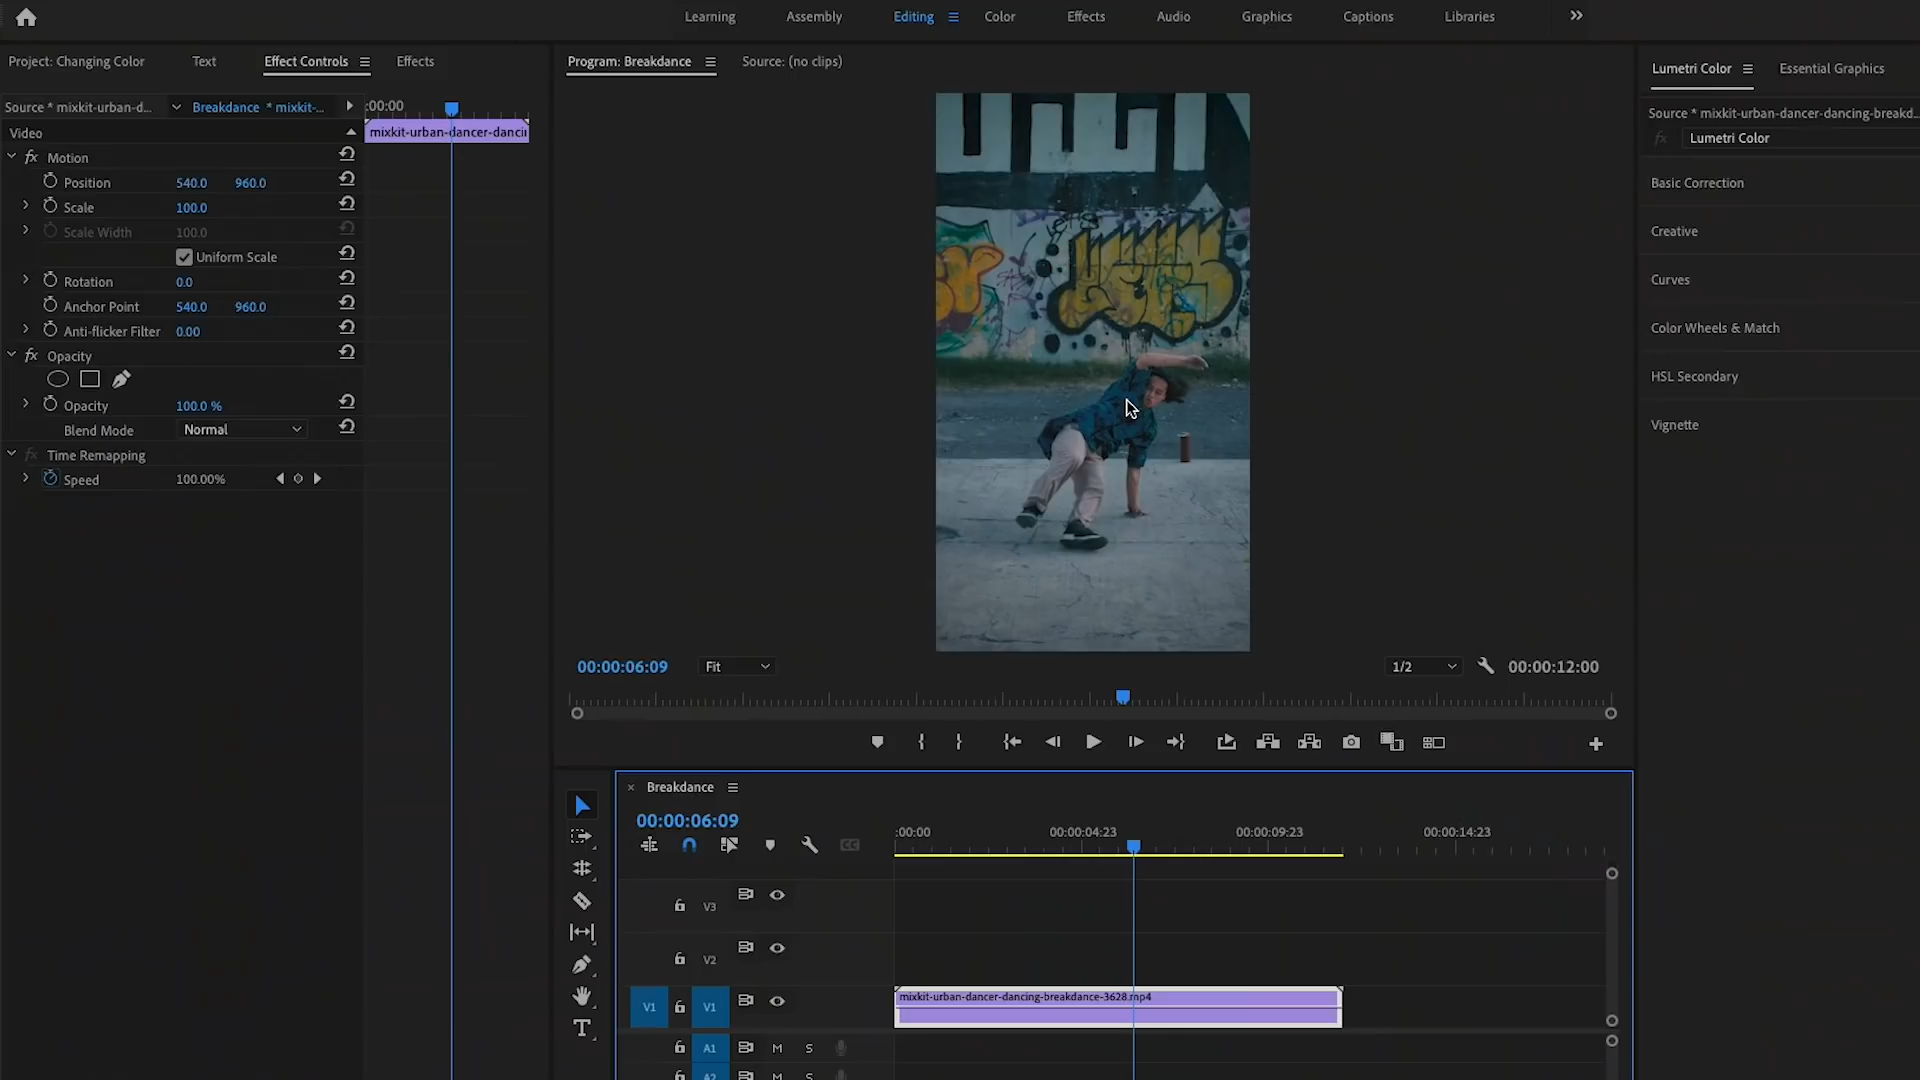 Learning Assembly Editing Color Effects Audio Graphics Captions Libraries
Project: Changing Color Text Effect Controls Effects
Source * mixkit-urban-d... Breakdance * mixkit-... :00:00
Video mixkit-urban-dancer-dancin
fx Motion
Position 540.0 960.0
Scale 100.0
Scale Width 100.0
Uniform Scale
Rotation 0.0
Anchor Point 540.0 960.0
Anti-flicker Filter 0.00
fx Opacity
Opacity 100.0 %
Blend Mode Normal
fx Time Remapping
Speed 100.00%
Program: Breakdance Source: (no clips)
00:00:06:09 Fit 1/2 00:00:12:00
Lumetri Color Essential Graphics
Source * mixkit-urban-dancer-dancing-breakd...
fx Lumetri Color
Basic Correction
Creative
Curves
Color Wheels & Match
HSL Secondary
Vignette
× Breakdance
00:00:06:09
:00:00 00:00:04:23 00:00:09:23 00:00:14:23
CC
V3
V2
V1 V1 mixkit-urban-dancer-dancing-breakdance-3628.mp4
A1 M S
A2 M S
T